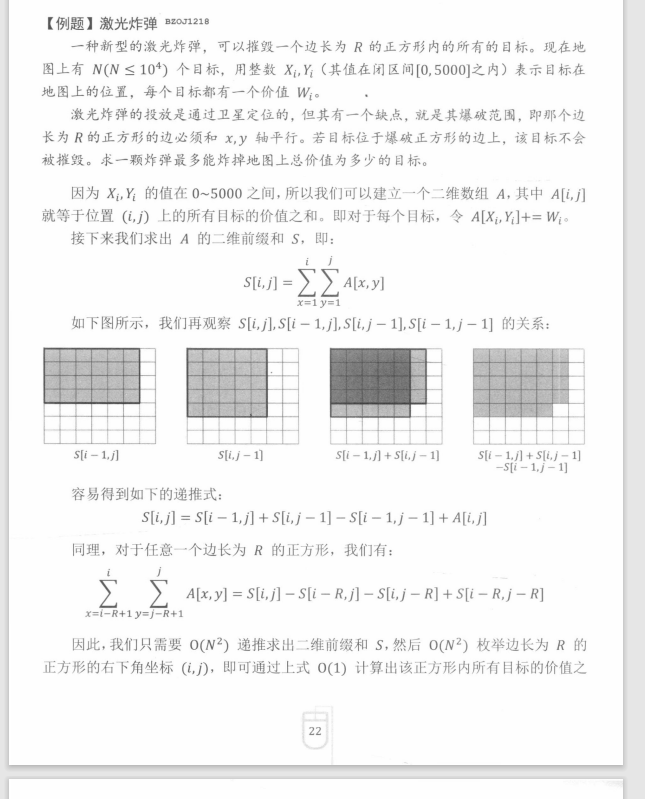 【例题】激光炸弹 BZOJ1218
一种新型的激光炸弹，可以摧毁一个边长为 R 的正方形内的所有的目标。现在地
图上有 N(N ≤ 10⁴) 个目标，用整数 Xᵢ,Yᵢ（其值在闭区间[0,5000]之内）表示目标在
地图上的位置，每个目标都有一个价值 Wᵢ。
激光炸弹的投放是通过卫星定位的，但其有一个缺点，就是其爆破范围，即那个边
长为 R 的正方形的边必须和 x,y 轴平行。若目标位于爆破正方形的边上，该目标不会
被摧毁。求一颗炸弹最多能炸掉地图上总价值为多少的目标。
因为 Xᵢ,Yᵢ 的值在 0~5000 之间，所以我们可以建立一个二维数组 A，其中 A[i,j]
就等于位置 (i,j) 上的所有目标的价值之和。即对于每个目标，令 A[Xᵢ,Yᵢ]+= Wᵢ。
接下来我们求出 A 的二维前缀和 S，即：
i j
S[i,j] = ∑∑ A[x,y]
x=1 y=1
如下图所示，我们再观察 S[i,j],S[i − 1,j],S[i,j − 1],S[i − 1,j − 1] 的关系：
S[i − 1,j] S[i,j − 1] S[i − 1,j] + S[i,j − 1] S[i − 1,j] + S[i,j − 1]
−S[i − 1,j − 1]
容易得到如下的递推式：
S[i,j] = S[i − 1,j] + S[i,j − 1] − S[i − 1,j − 1] + A[i,j]
同理，对于任意一个边长为 R 的正方形，我们有：
i j
∑ ∑ A[x,y] = S[i,j] − S[i − R,j] − S[i,j − R] + S[i − R,j − R]
x=i−R+1 y=j−R+1
因此，我们只需要 O(N²) 递推求出二维前缀和 S，然后 O(N²) 枚举边长为 R 的
正方形的右下角坐标 (i,j)，即可通过上式 O(1) 计算出该正方形内所有目标的价值之
22